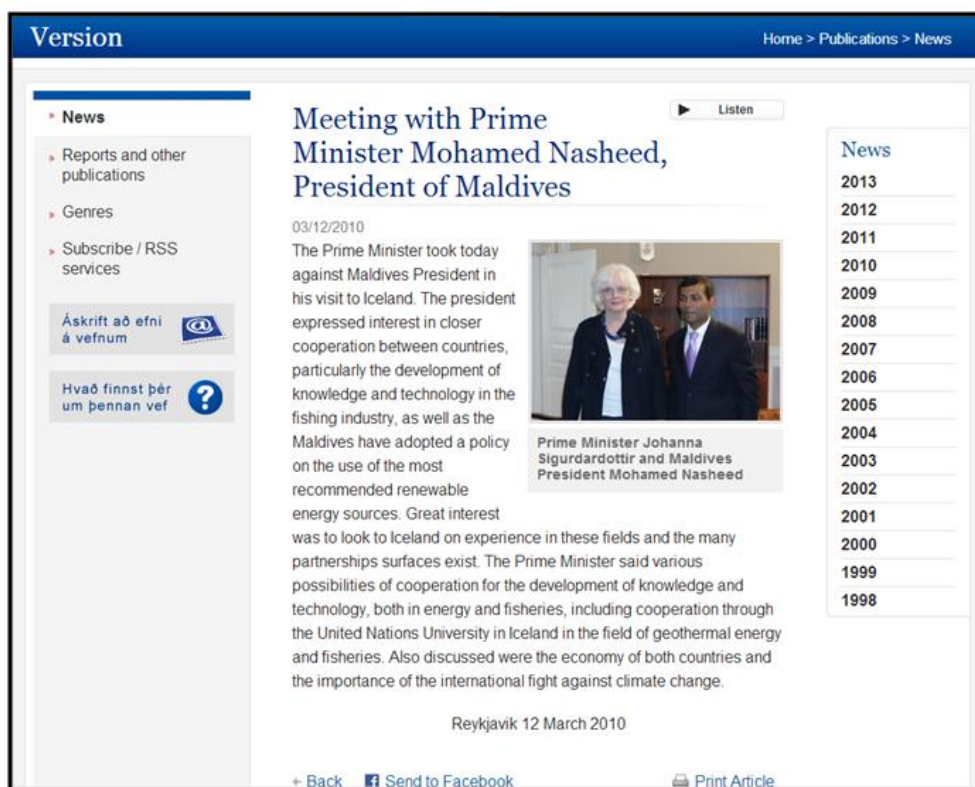 Version
Home > Publications > News
News
Reports and other
publications
Genres
Subscribe / RSS
services
Áskrift að efni
á vefnum
Hvað finnst þér
um þennan vef
Meeting with Prime
Minister Mohamed Nasheed,
President of Maldives
Listen
03/12/2010
The Prime Minister took today
against Maldives President in
his visit to Iceland. The president
expressed interest in closer
cooperation between countries,
particularly the development of
knowledge and technology in the
fishing industry, as well as the
Maldives have adopted a policy
on the use of the most
recommended renewable
energy sources. Great interest
was to look to Iceland on experience in these fields and the many
partnerships surfaces exist. The Prime Minister said various
possibilities of cooperation for the development of knowledge and
technology, both in energy and fisheries, including cooperation through
the United Nations University in Iceland in the field of geothermal energy
and fisheries. Also discussed were the economy of both countries and
the importance of the international fight against climate change.
Prime Minister Johanna
Sigurdardottir and Maldives
President Mohamed Nasheed
Reykjavik 12 March 2010
Back
Send to Facebook
Print Article
News
2013
2012
2011
2010
2009
2008
2007
2006
2005
2004
2003
2002
2001
2000
1999
1998